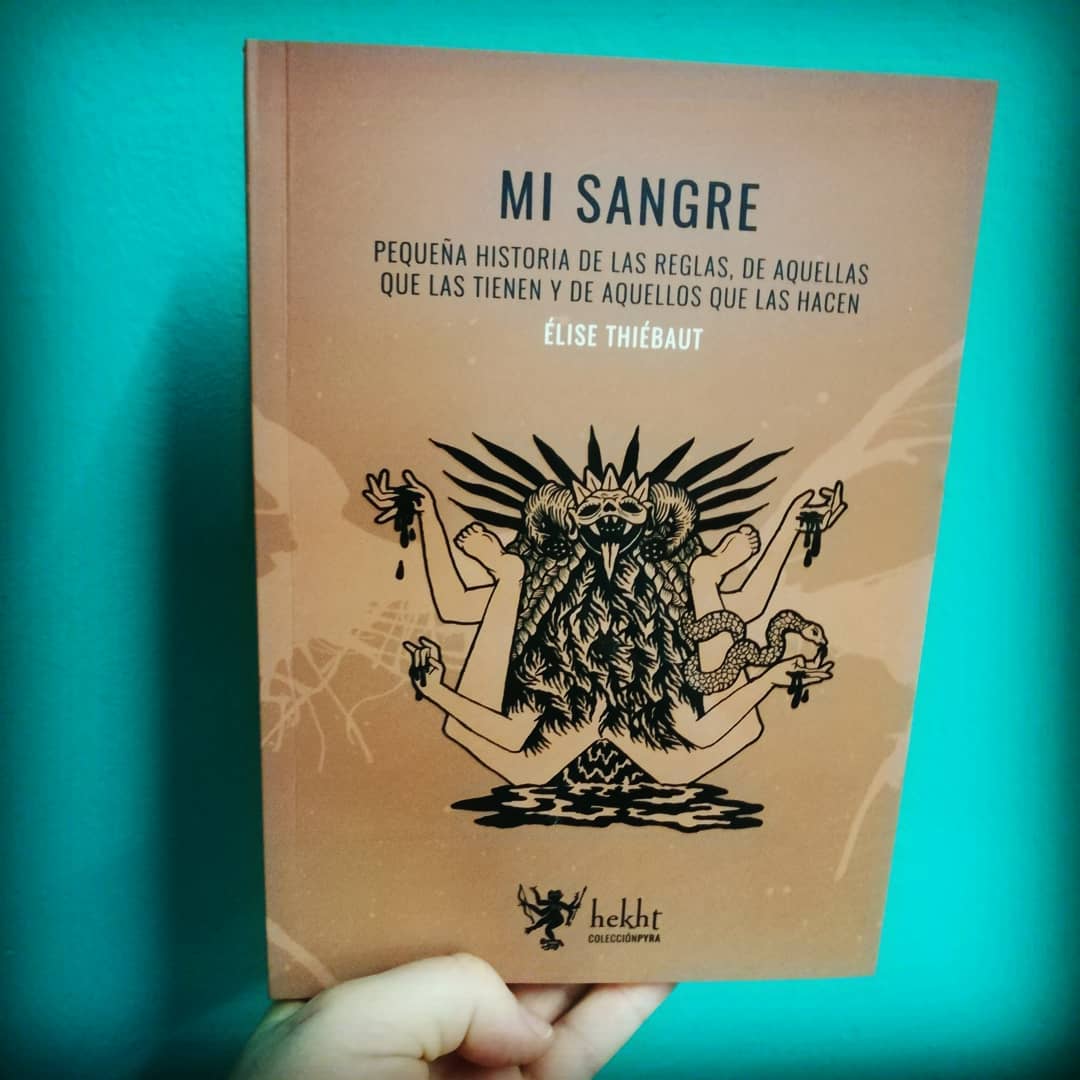 MI SANGRE
PEQUEÑA HISTORIA DE LAS REGLAS, DE AQUELLAS
QUE LAS TIENEN Y DE AQUELLOS QUE LAS HACEN
ÉLISE THIÉBAUT
hekht
COLECCIÓNPYRA